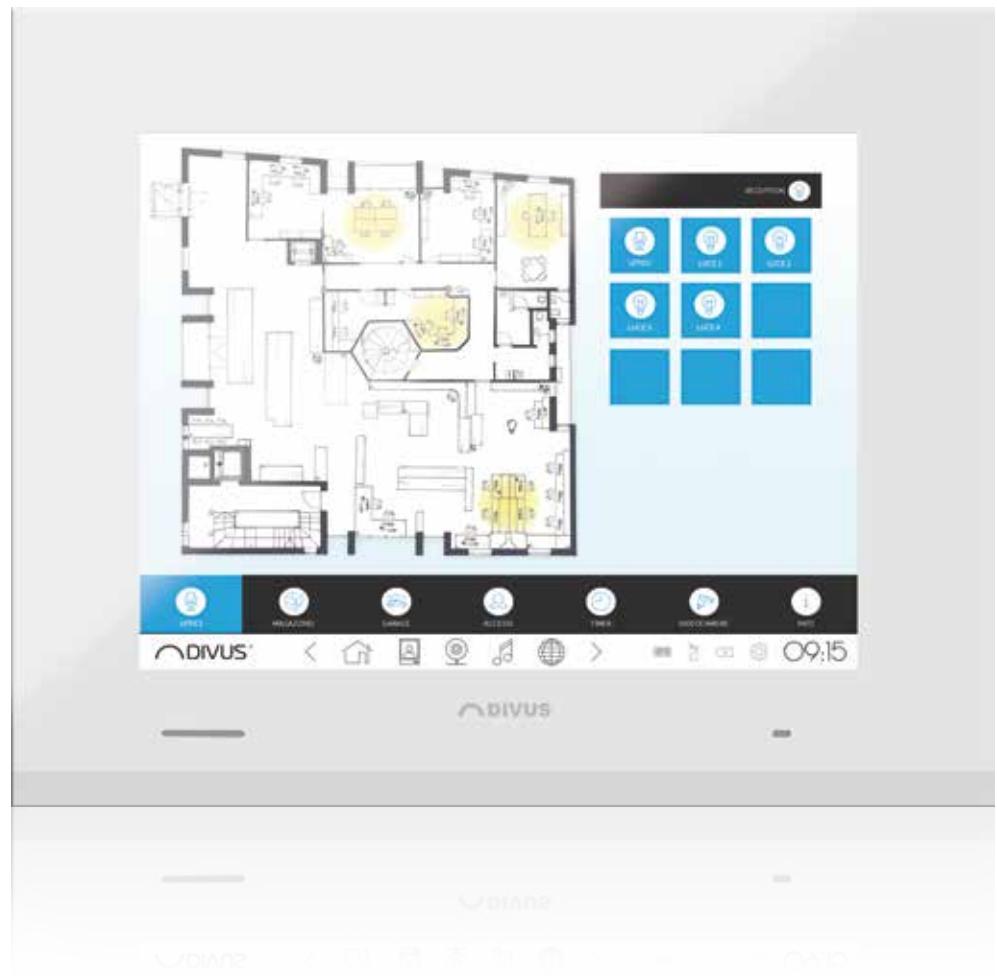 RECEPTION
UFFICI LUCE 1 LUCE 2
LUCE 3 LUCE 4
UFFICI MAGAZZINO GARAGE ACCESSI TIMER VIDEOCAMERE INFO
DIVUS 09:15
DIVUS